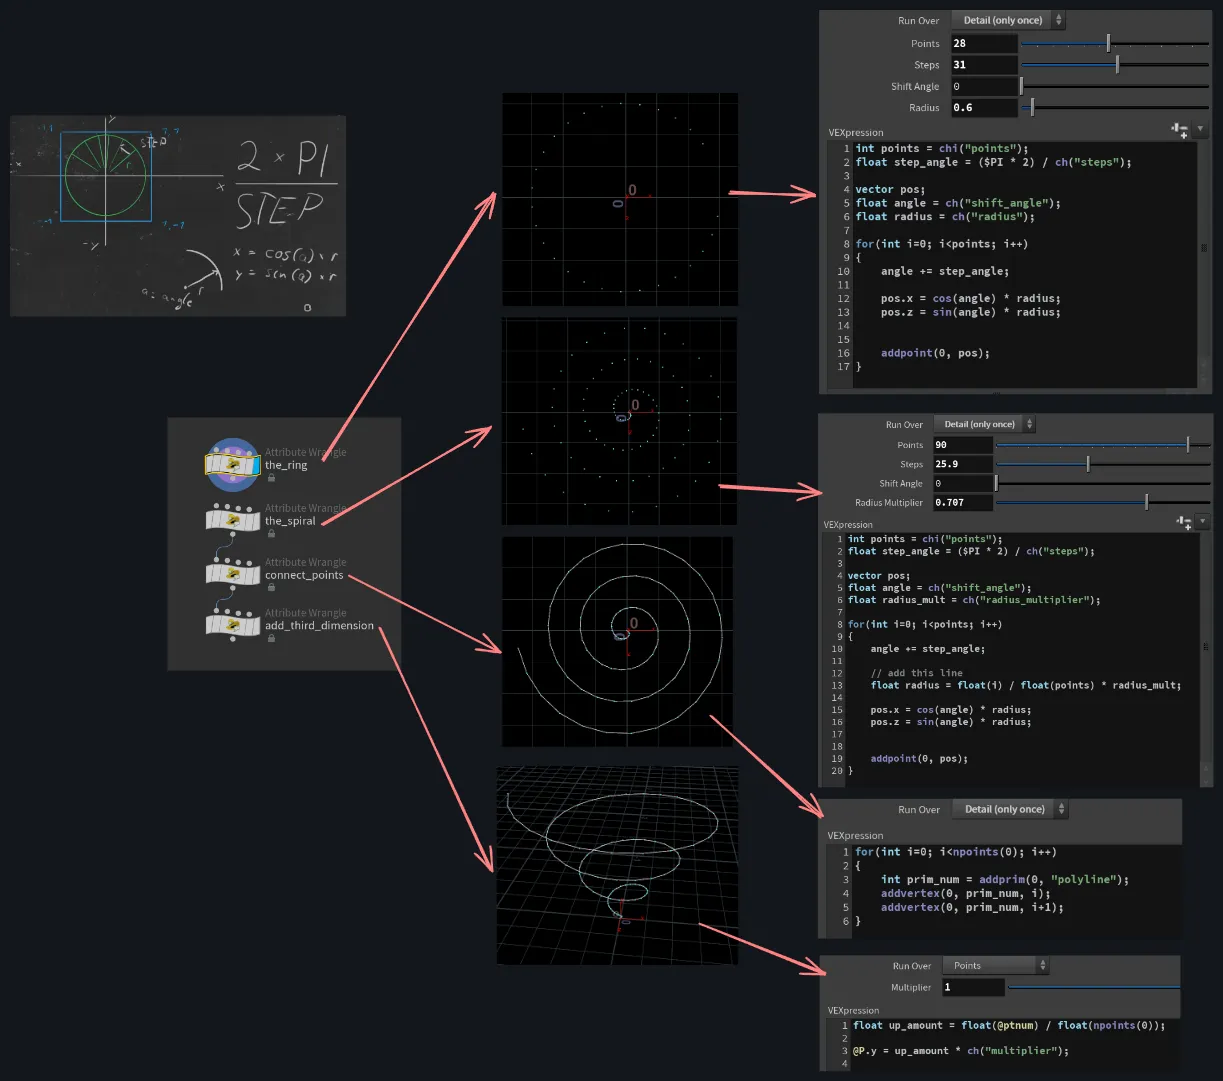 y
STEP
r
x
-y
2 * PI
STEP
x = cos(a) * r
y = sin(a) * r
a = angle
r
Attribute Wrangle
the_ring
Attribute Wrangle
the_spiral
Attribute Wrangle
connect_points
Attribute Wrangle
add_third_dimension
0
0
0
0
0
0
0
Run Over Detail (only once)
Points 28
Steps 31
Shift Angle 0
Radius 0.6
VEXpression
1 int points = chi("points");
2 float step_angle = ($PI * 2) / ch("steps");
3
4 vector pos;
5 float angle = ch("shift_angle");
6 float radius = ch("radius");
7
8 for(int i=0; i<points; i++)
9 {
10 angle += step_angle;
11
12 pos.x = cos(angle) * radius;
13 pos.z = sin(angle) * radius;
14
15
16 addpoint(0, pos);
17 }
Run Over Detail (only once)
Points 90
Steps 25.9
Shift Angle 0
Radius Multiplier 0.707
VEXpression
1 int points = chi("points");
2 float step_angle = ($PI * 2) / ch("steps");
3
4 vector pos;
5 float angle = ch("shift_angle");
6 float radius_mult = ch("radius_multiplier");
7
8 for(int i=0; i<points; i++)
9 {
10 angle += step_angle;
11
12 // add this line
13 float radius = float(i) / float(points) * radius_mult;
14
15 pos.x = cos(angle) * radius;
16 pos.z = sin(angle) * radius;
17
18
19 addpoint(0, pos);
20 }
Run Over Detail (only once)
VEXpression
1 for(int i=0; i<npoints(0); i++)
2 {
3 int prim_num = addprim(0, "polyline");
4 addvertex(0, prim_num, i);
5 addvertex(0, prim_num, i+1);
6 }
Run Over Points
Multiplier 1
VEXpression
1 float up_amount = float(@ptnum) / float(npoints(0));
2
3 @P.y = up_amount * ch("multiplier");
4